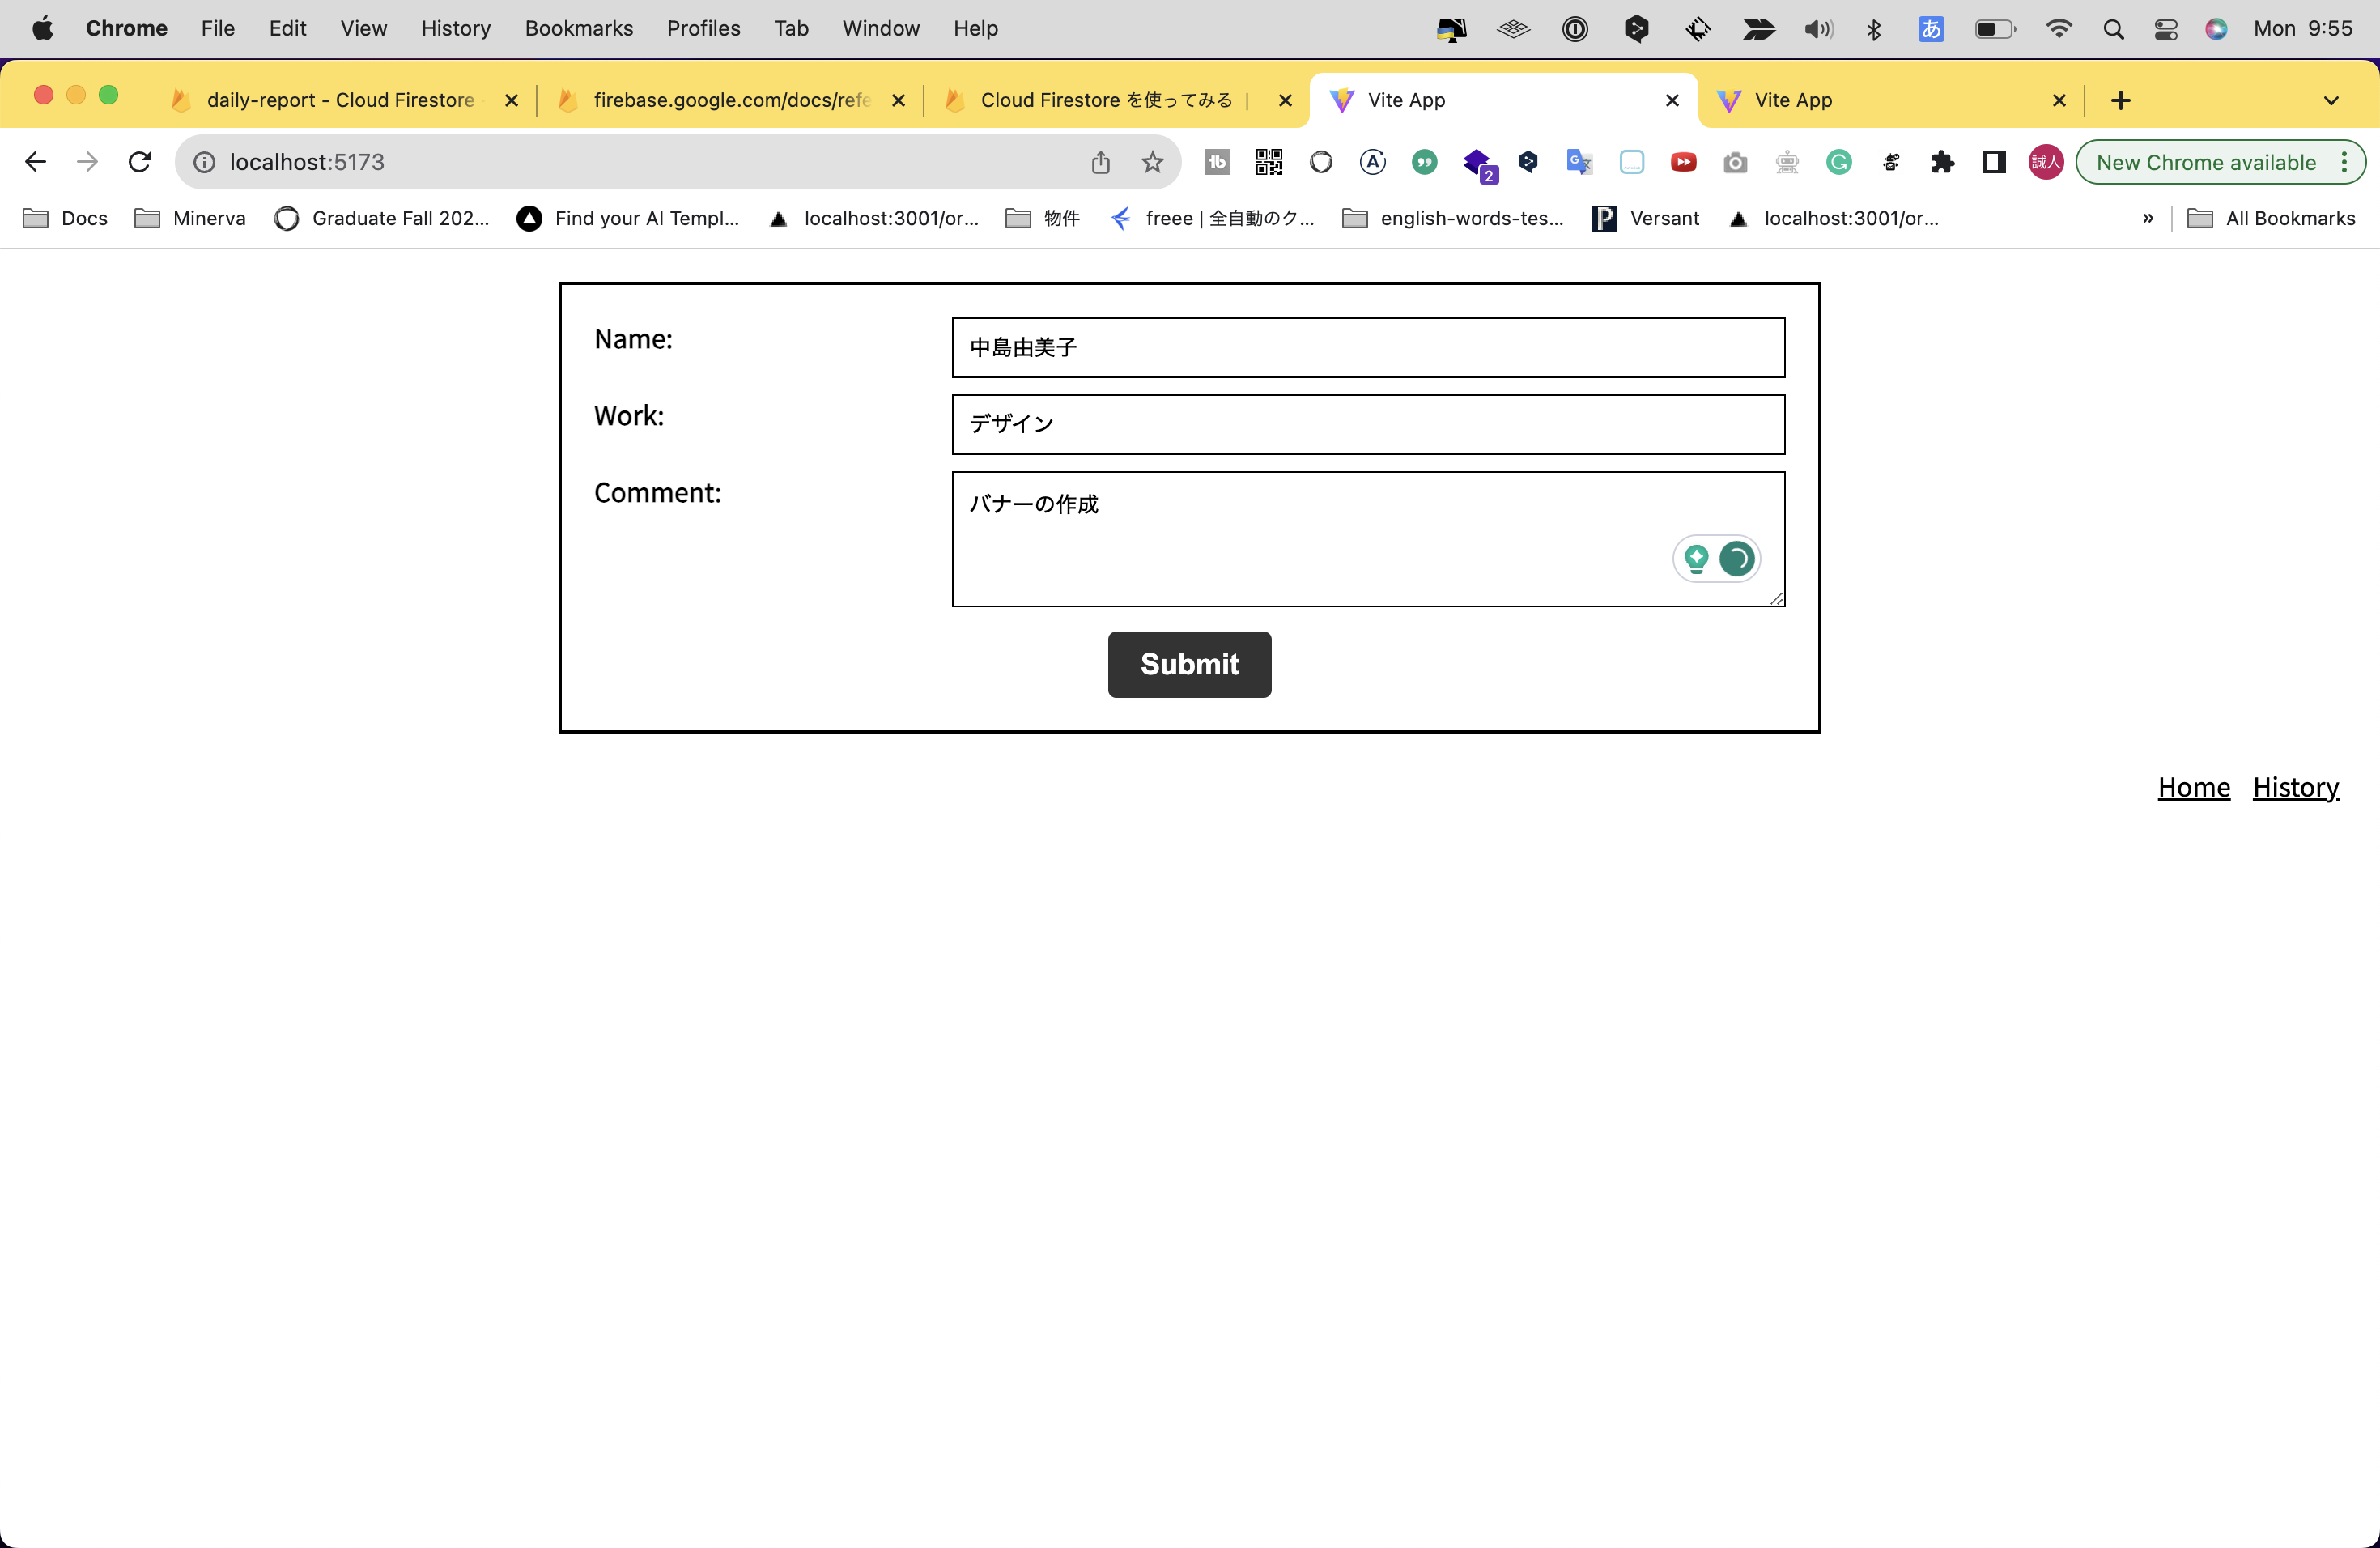 Chrome File Edit View History Bookmarks Profiles Tab Window Help あ Mon 9:55
daily-report - Cloud Firestore firebase.google.com/docs/refe Cloud Firestore を使ってみる | Vite App Vite App
localhost:5173 2 誠人 New Chrome available
Docs Minerva Graduate Fall 202... Find your AI Templ... localhost:3001/or... 物件 freee | 全自動のク... english-words-tes... Versant localhost:3001/or... » All Bookmarks
Name: 中島由美子
Work: デザイン
Comment: バナーの作成
Submit
Home History